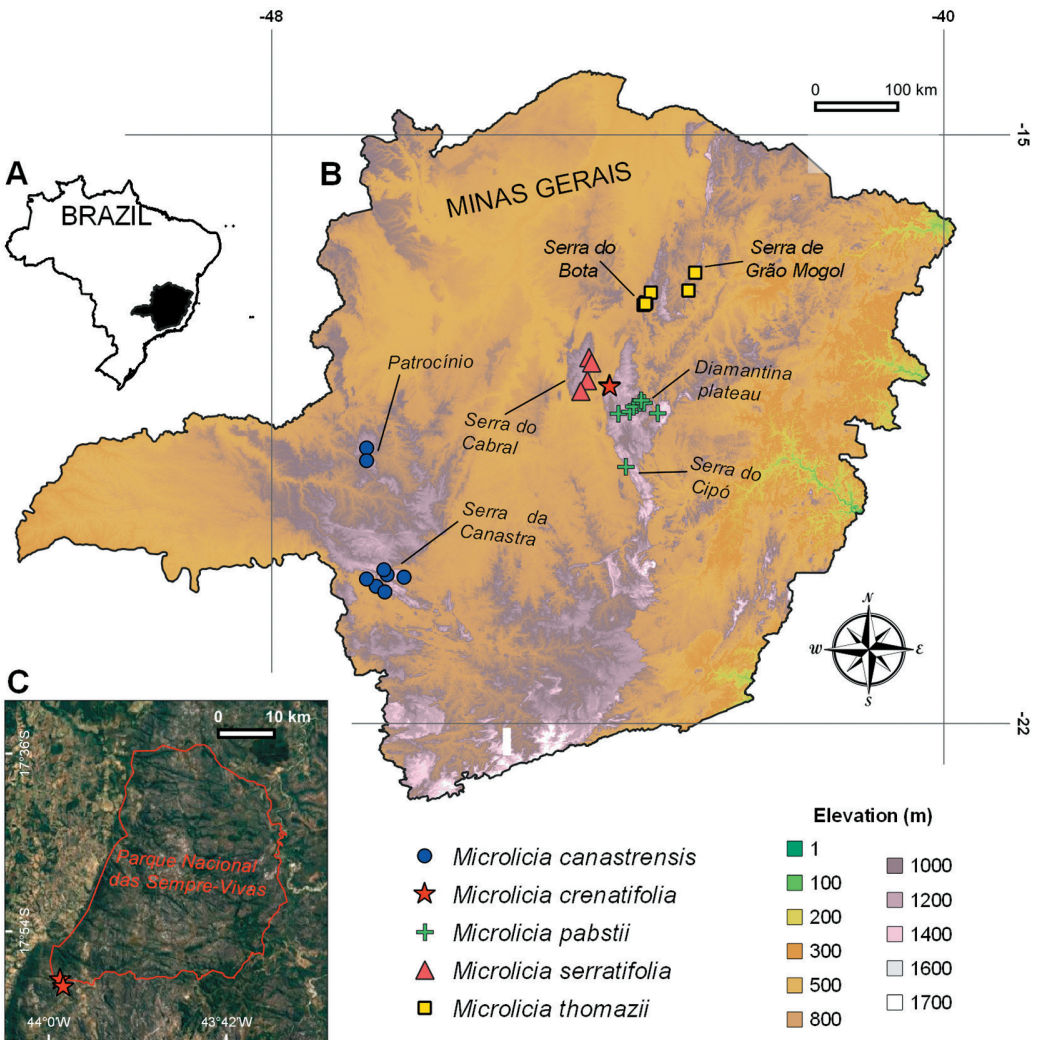 -48
-40
0
100 km
-15
A
BRAZIL
B
MINAS GERAIS
Serra do
Bota
Serra de
Grão Mogol
Patrocínio
Diamantina
plateau
Serra do
Cabral
Serra do
Cipó
Serra da
Canastra
N
W
E
S
-22
C
0
10 km
17°36'S
Parque Nacional
das Sempre-Vivas
17°54'S
44°0'W
43°42'W
Microlicia canastrensis
Microlicia crenatifolia
Microlicia pabstii
Microlicia serratifolia
Microlicia thomazii
Elevation (m)
1
100
200
300
500
800
1000
1200
1400
1600
1700